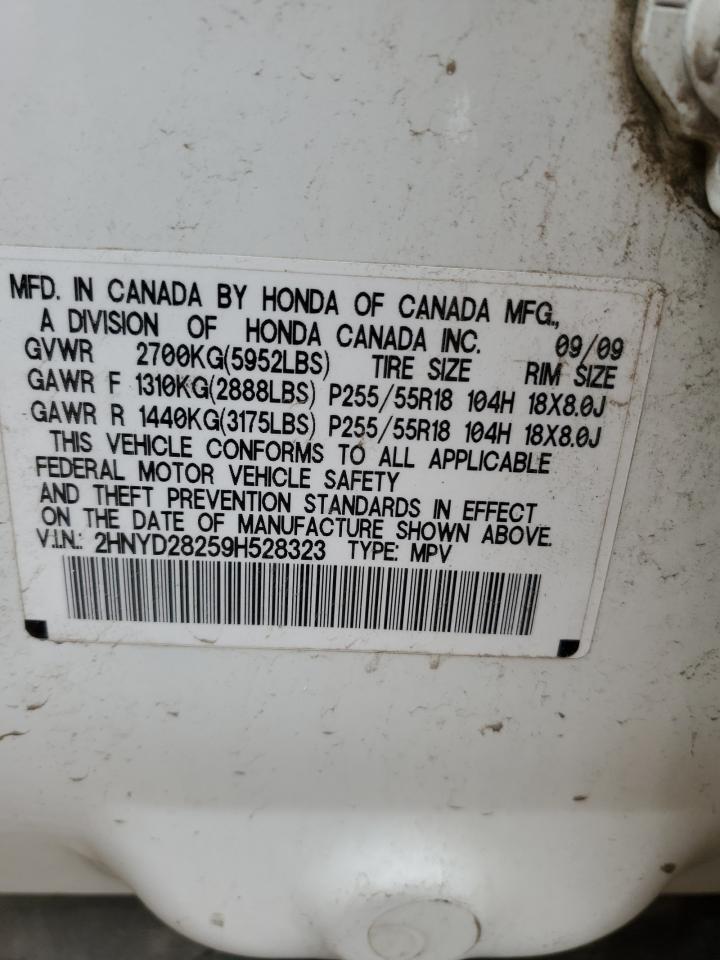 MFD. IN CANADA BY HONDA OF CANADA MFG.,
A DIVISION OF HONDA CANADA INC. 09/09
GVWR 2700KG(5952LBS) TIRE SIZE RIM SIZE
GAWR F 1310KG(2888LBS) P255/55R18 104H 18X8.0J
GAWR R 1440KG(3175LBS) P255/55R18 104H 18X8.0J
THIS VEHICLE CONFORMS TO ALL APPLICABLE
FEDERAL MOTOR VEHICLE SAFETY
AND THEFT PREVENTION STANDARDS IN EFFECT
ON THE DATE OF MANUFACTURE SHOWN ABOVE.
V.I.N.: 2HNYD28259H528323 TYPE: MPV